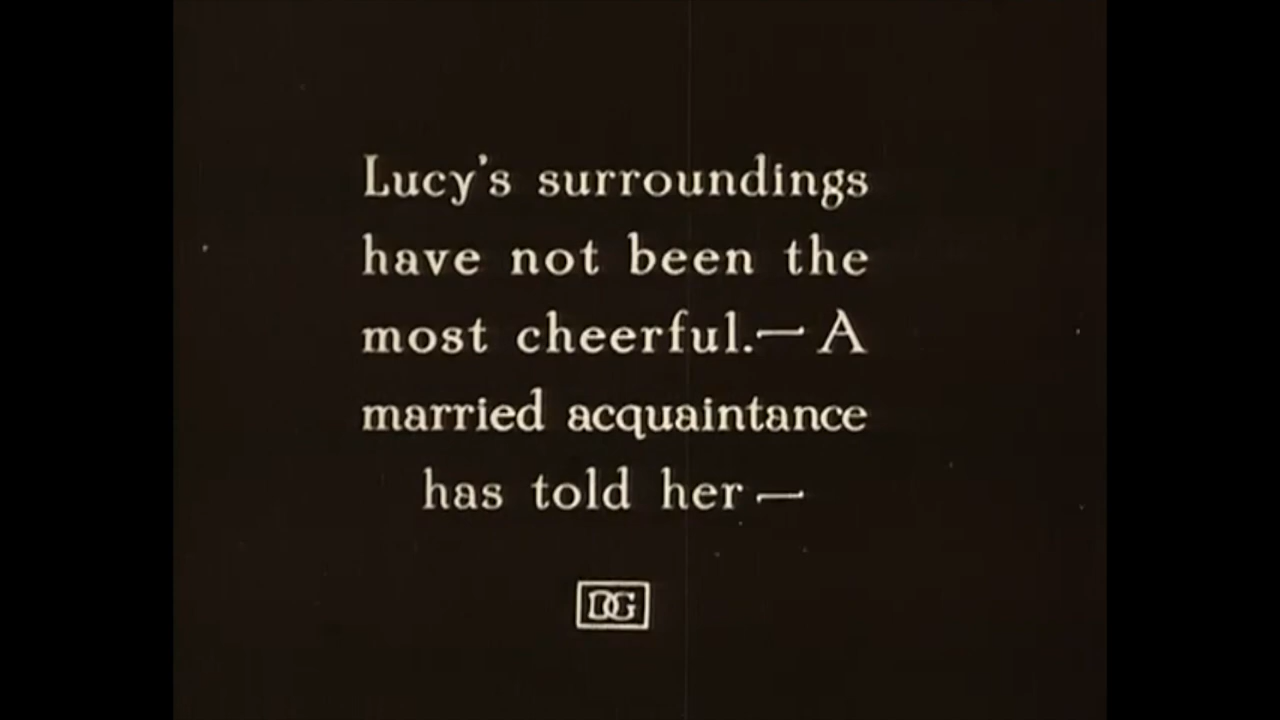 Lucy's surroundings
have not been the
most cheerful.— A
married acquaintance
has told her —
DG